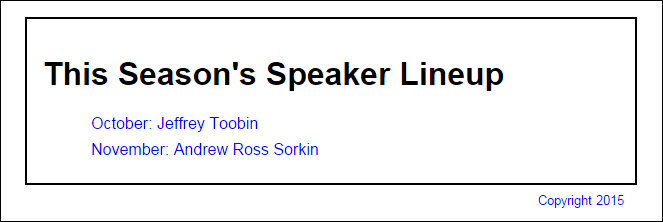 This Season's Speaker Lineup
October: Jeffrey Toobin
November: Andrew Ross Sorkin
Copyright 2015